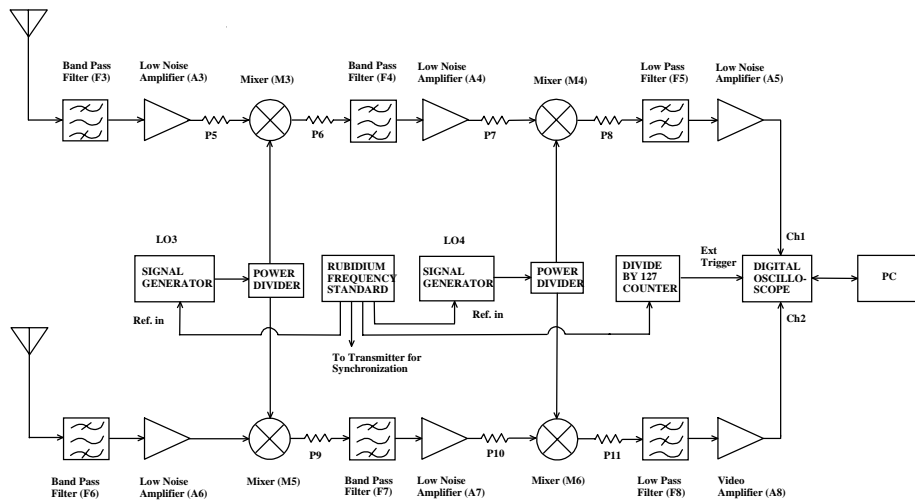 Band Pass
Filter (F3)
Low Noise
Amplifier (A3)
Mixer (M3)
Band Pass
Filter (F4)
Low Noise
Amplifier (A4)
Mixer (M4)
Low Pass
Filter (F5)
Low Noise
Amplifier (A5)
P5
P6
P7
P8
Ch1
LO3
LO4
Ext
Trigger
SIGNAL
GENERATOR
POWER
DIVIDER
RUBIDIUM
FREQUENCY
STANDARD
SIGNAL
GENERATOR
POWER
DIVIDER
DIVIDE
BY 127
COUNTER
DIGITAL
OSCILLO-
SCOPE
PC
Ref. in
Ref. in
Ch2
To Transmitter for
Synchronization
P9
P10
P11
Band Pass
Filter (F6)
Low Noise
Amplifier (A6)
Mixer (M5)
Band Pass
Filter (F7)
Low Noise
Amplifier (A7)
Mixer (M6)
Low Pass
Filter (F8)
Video
Amplifier (A8)